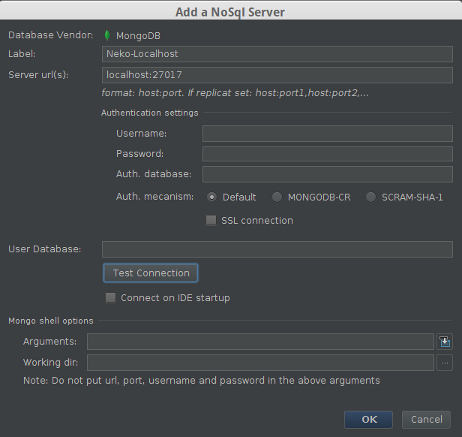 Add a NoSql Server
Database Vendor: MongoDB
Label: Neko-Localhost
Server url(s): localhost:27017
format: host:port. If replicat set: host:port1,host:port2,...
Authentication settings
Username:
Password:
Auth. database:
Auth. mecanism: Default MONGODB-CR SCRAM-SHA-1
SSL connection
User Database:
Test Connection
Connect on IDE startup
Mongo shell options
Arguments:
Working dir: ...
Note: Do not put url, port, username and password in the above arguments
OK Cancel